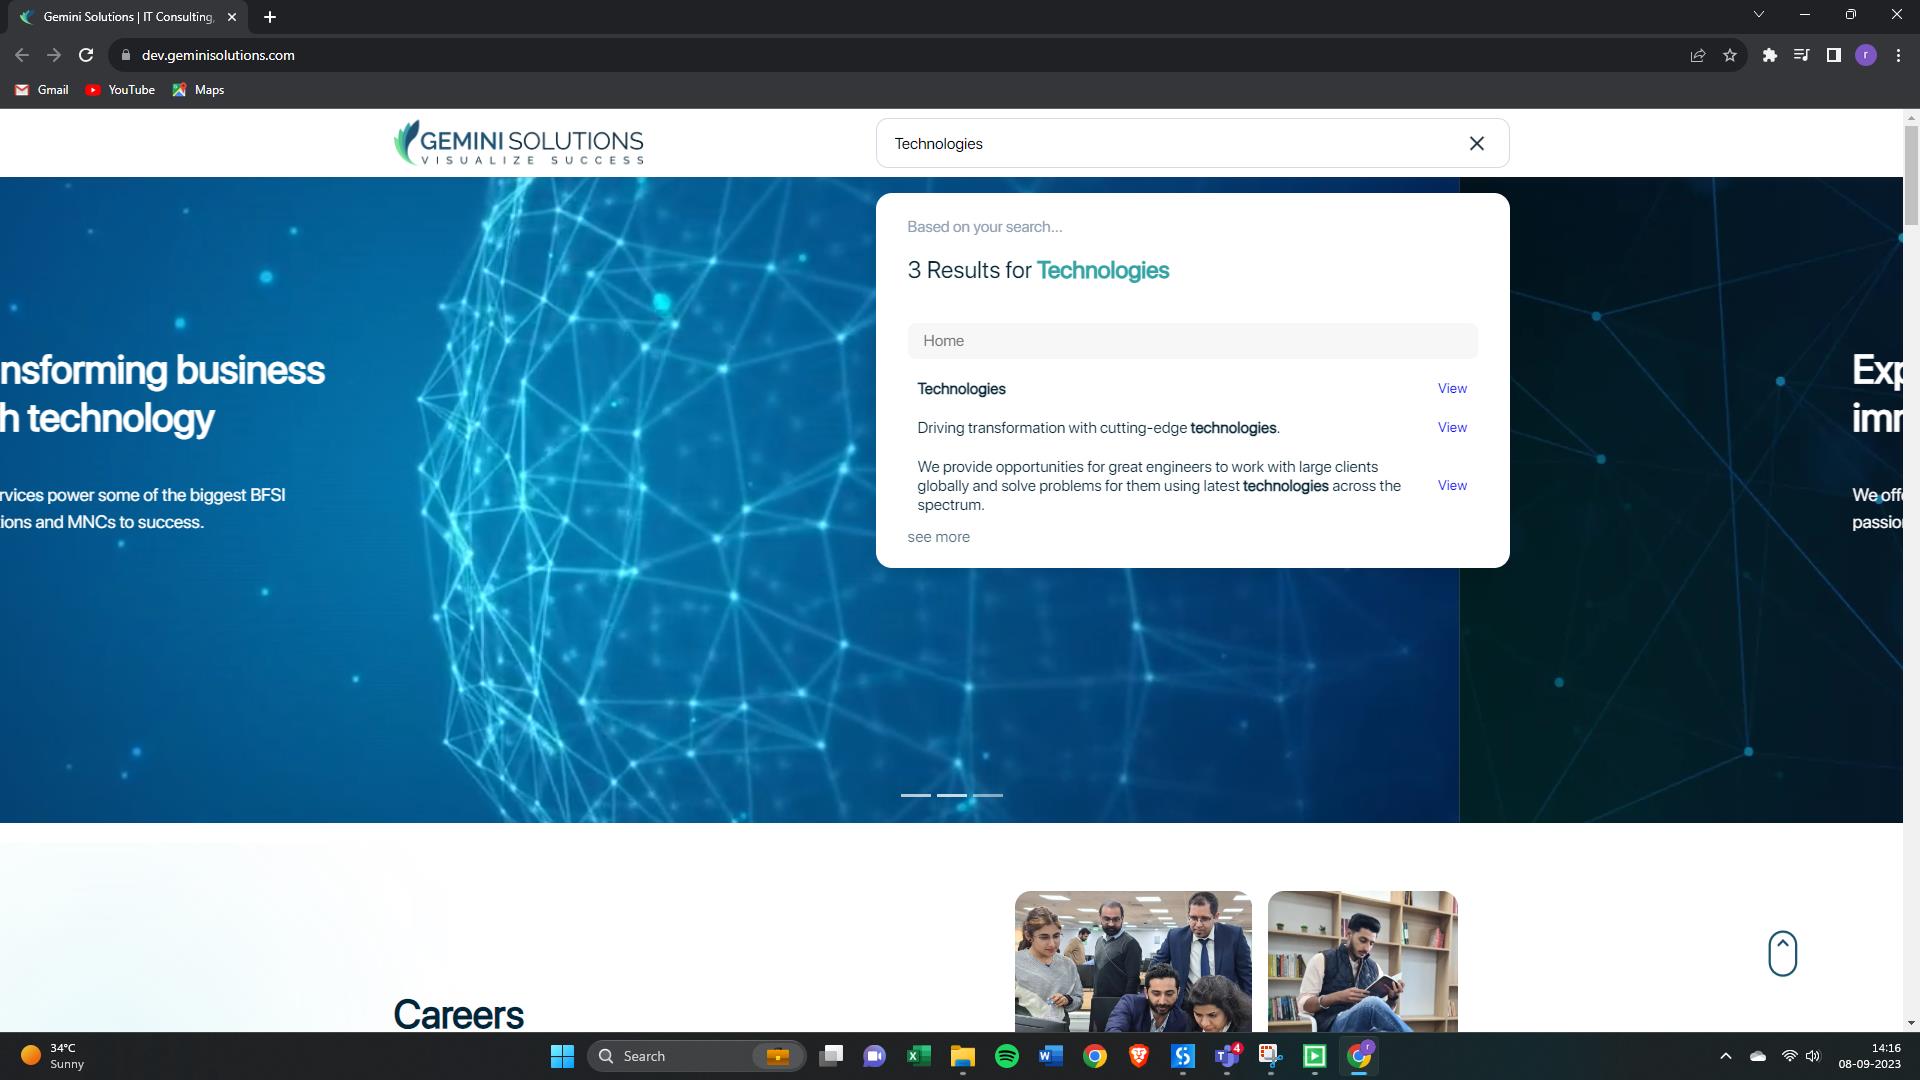 Gemini Solutions | IT Consulting,
dev.geminisolutions.com
r
Gmail
YouTube
Maps
GEMINI SOLUTIONS
VISUALIZE SUCCESS
Technologies
Based on your search...
3 Results for Technologies
Home
Technologies
View
Driving transformation with cutting-edge technologies.
View
We provide opportunities for great engineers to work with large clients
globally and solve problems for them using latest technologies across the
spectrum.
View
see more
nsforming business
h technology
rvices power some of the biggest BFSI
ions and MNCs to success.
Exp
imr
We offe
passion
Careers
34°C
Sunny
Search
4
r
14:16
08-09-2023